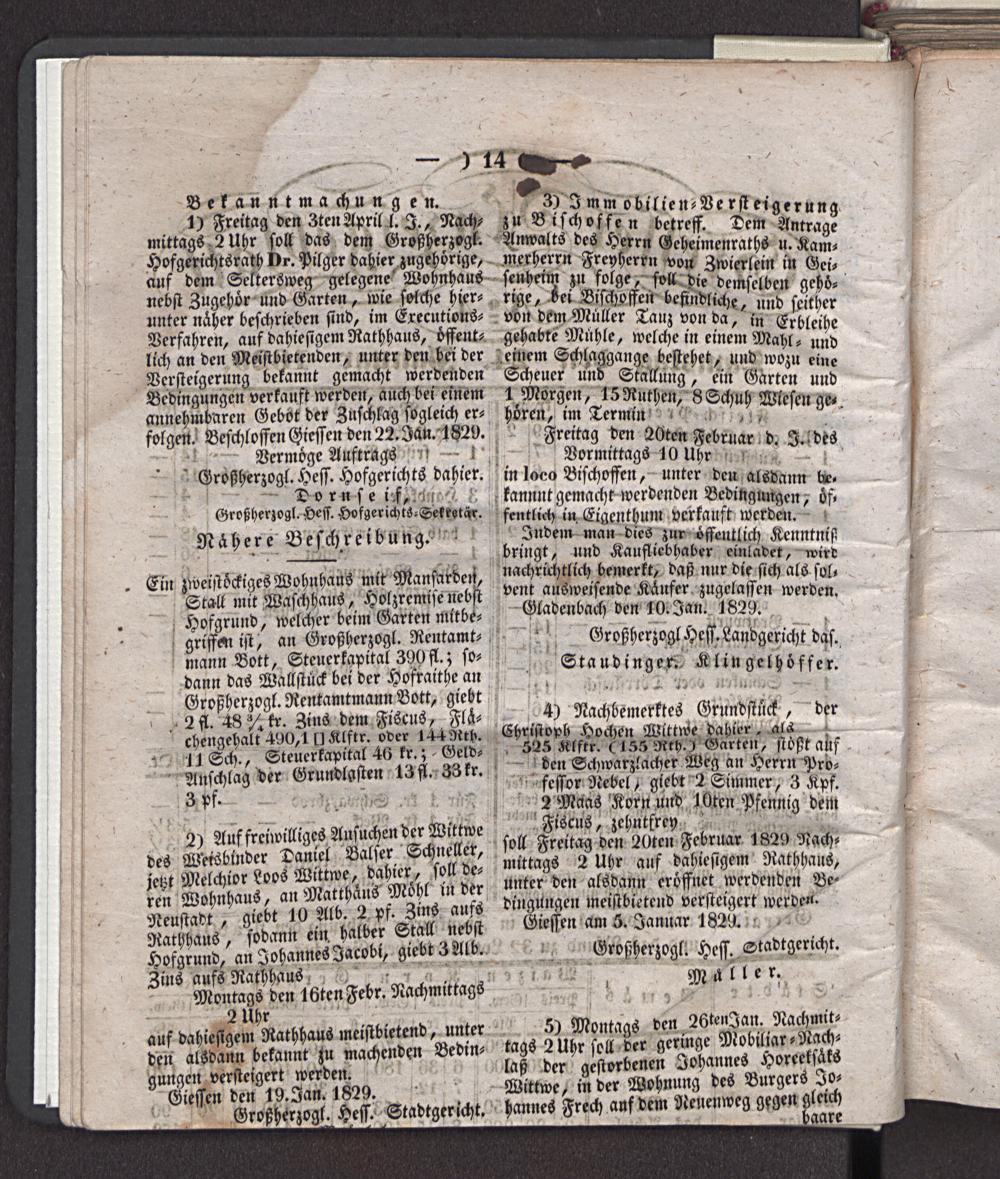 — ) 14 ( —
Bekanntmachungen.
1) Freitag den 3ten April l. J., Nach-
mittags 2 Uhr soll das dem Großherzogl.
Hofgerichtsrath Dr. Pilger dahier zugehörige,
auf dem Seltersweg gelegene Wohnhaus
nebst Zugehör und Garten, wie solche hier-
unter näher beschrieben sind, im Executions-
Verfahren, auf dahiesigem Rathhaus, öffent-
lich an den Meistbietenden, unter den bei der
Versteigerung bekannt gemacht werdenden
Bedingungen verkauft werden, auch bei einem
annehmbaren Gebot der Zuschlag sogleich er-
folgen. Beschlossen Giessen den 22. Jan. 1829.
Vermöge Auftrags
Großherzogl. Hess. Hofgerichts dahier.
Dornseif,
Großherzogl. Hess. Hofgerichts-Sekretär.
Nähere Beschreibung.
Ein zweistöckiges Wohnhaus mit Mansarden,
Stall mit Waschhaus, Holzremise nebst
Hofgrund, welcher beim Garten mitbe-
griffen ist, an Großherzogl. Rentamt-
mann Bott, Steuerkapital 390 fl.; so-
dann das Wallstück bei der Hofraithe an
Großherzogl. Rentamtmann Bott, giebt
2 fl. 48 3/4 kr. Zins dem Fiscus, Flä-
chengehalt 490,1 □ Klftr. oder 144 Rth.
11 Sch., Steuerkapital 46 kr.; Geld-
Anschlag der Grundlasten 13 fl. 33 kr.
3 pf.
2) Auf freiwilliges Ansuchen der Wittwe
des Weisbinder Daniel Balser Schneller,
jetzt Melchior Loos Wittwe, dahier, soll de-
ren Wohnhaus, an Matthäus Möhl in der
Neustadt, giebt 10 Alb. 2 pf. Zins aufs
Rathhaus, sodann ein halber Stall nebst
Hofgrund, an Johannes Jacobi, giebt 3 Alb.
Zins aufs Rathhaus
Montags den 16ten Febr. Nachmittags
2 Uhr
auf dahiesigem Rathhaus meistbietend, unter
den alsdann bekannt zu machenden Bedin-
gungen versteigert werden.
Giessen den 19. Jan. 1829.
Großherzogl. Hess. Stadtgericht.
3) Immobilien-Versteigerung
zu Bischoffen betreff. Dem Antrage
Anwalts des Herrn Geheimenraths u. Kam-
merherrn Freyherrn von Zwierlein in Gei-
senheim zu folge, soll die demselben gehö-
rige, bei Bischoffen befindliche, und seither
von dem Müller Tauz von da, in Erbleihe
gehabte Mühle, welche in einem Mahl- und
einem Schlaggange bestehet, und wozu eine
Scheuer und Stallung, ein Garten und
1 Morgen, 15 Ruthen, 8 Schuh Wiesen ge-
hören, im Termin
Freitag den 20ten Februar d. J. des
Vormittags 10 Uhr
in loco Bischoffen, unter den alsdann be-
kannnt gemacht werdenden Bedingungen, öf-
fentlich in Eigenthum verkauft werden.
Indem man dies zur öffentlich Kenntniß
bringt, und Kaufliebhaber einladet, wird
nachrichtlich bemerkt, daß nur die sich als sol-
vent ausweisende Käufer zugelassen werden.
Gladenbach den 10. Jan. 1829.
Großherzogl Hess. Landgericht das.
Staudinger. Klingelhöffer.
4) Nachbemerktes Grundstück, der
Christoph Hochen Wittwe dahier, als
525 Klftr. (155 Rth.) Garten, stößt auf
den Schwarzlacher Weg an Herrn Pro-
fessor Nebel, giebt 2 Simmer, 3 Kpf.
2 Maas Korn und 10ten Pfennig dem
Fiscus, zehntfrey
soll Freitag den 20ten Februar 1829 Nach-
mittags 2 Uhr auf dahiesigem Rathhaus,
unter den alsdann eröffnet werdenden Be-
dingungen meistbietend versteigert werden.
Giessen am 5. Januar 1829.
Großherzogl. Hess. Stadtgericht.
Müller.
5) Montags den 26ten Jan. Nachmit-
tags 2 Uhr soll der geringe Mobiliar-Nach-
laß der gestorbenen Johannes Horeeksäks
Wittwe, in der Wohnung des Burgers Jo-
hannes Frech auf dem Neuenweg gegen gleich
baare